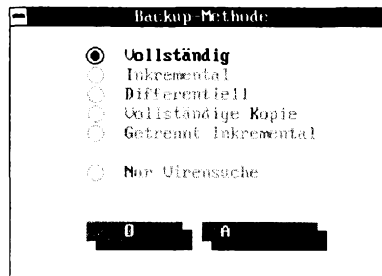 Backup-Methode
Vollständig
Inkremental
Differentiell
Vollständige Kopie
Getrennt Inkremental
Nur Virensuche
O A